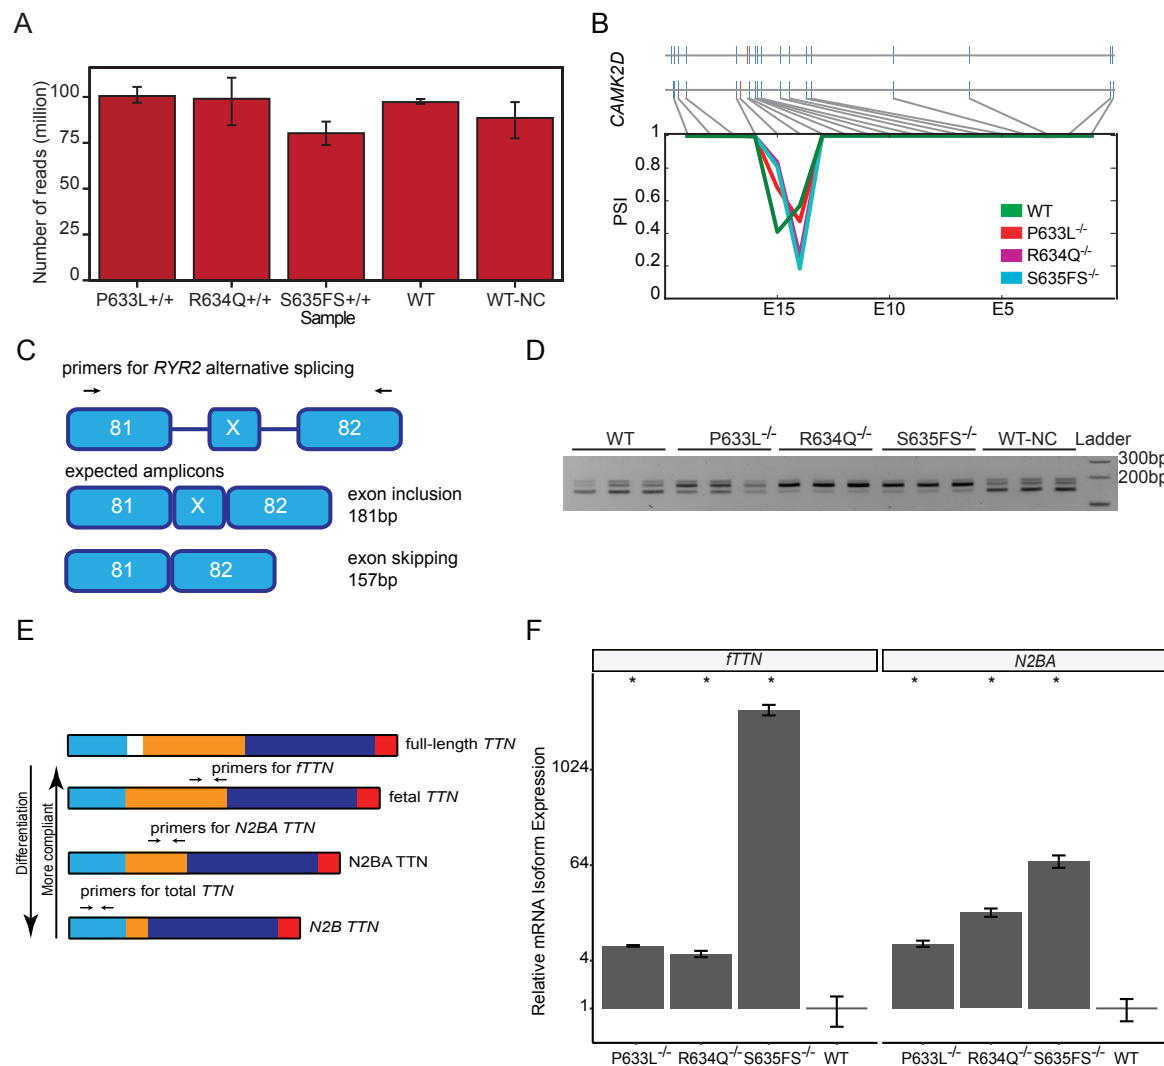 A
Number of reads (million)
100
75
50
25
0
P633L+/+ R634Q+/+ S635FS+/+ WT WT-NC
Sample
B
CAMK2D
PSI
1
0.8
0.6
0.4
0.2
0
E15 E10 E5
WT
P633L-/-
R634Q-/-
S635FS-/-
C
primers for RYR2 alternative splicing
81 X 82
expected amplicons
81 X 82
exon inclusion
181bp
81 82
exon skipping
157bp
D
WT P633L-/- R634Q-/- S635FS-/- WT-NC Ladder
300bp
200bp
E
Differentiation
More compliant
full-length TTN
primers for fTTN
fetal TTN
primers for N2BA TTN
N2BA TTN
primers for total TTN
N2B TTN
F
fTTN N2BA
* * * * * *
Relative mRNA Isoform Expression
1024
64
4
1
P633L-/- R634Q-/- S635FS-/- WT P633L-/- R634Q-/- S635FS-/- WT